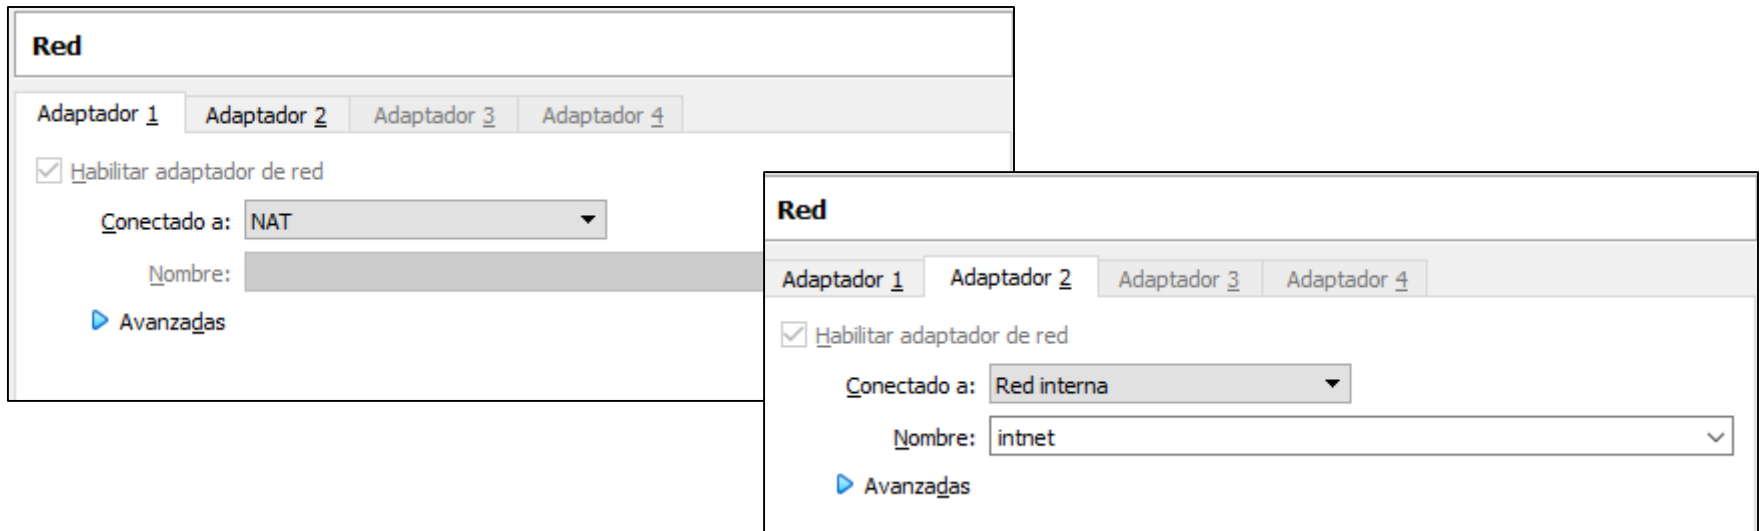 Red
Adaptador 1 Adaptador 2 Adaptador 3 Adaptador 4
Habilitar adaptador de red
Conectado a: NAT
Nombre:
Avanzadas
Red
Adaptador 1 Adaptador 2 Adaptador 3 Adaptador 4
Habilitar adaptador de red
Conectado a: Red interna
Nombre: intnet
Avanzadas